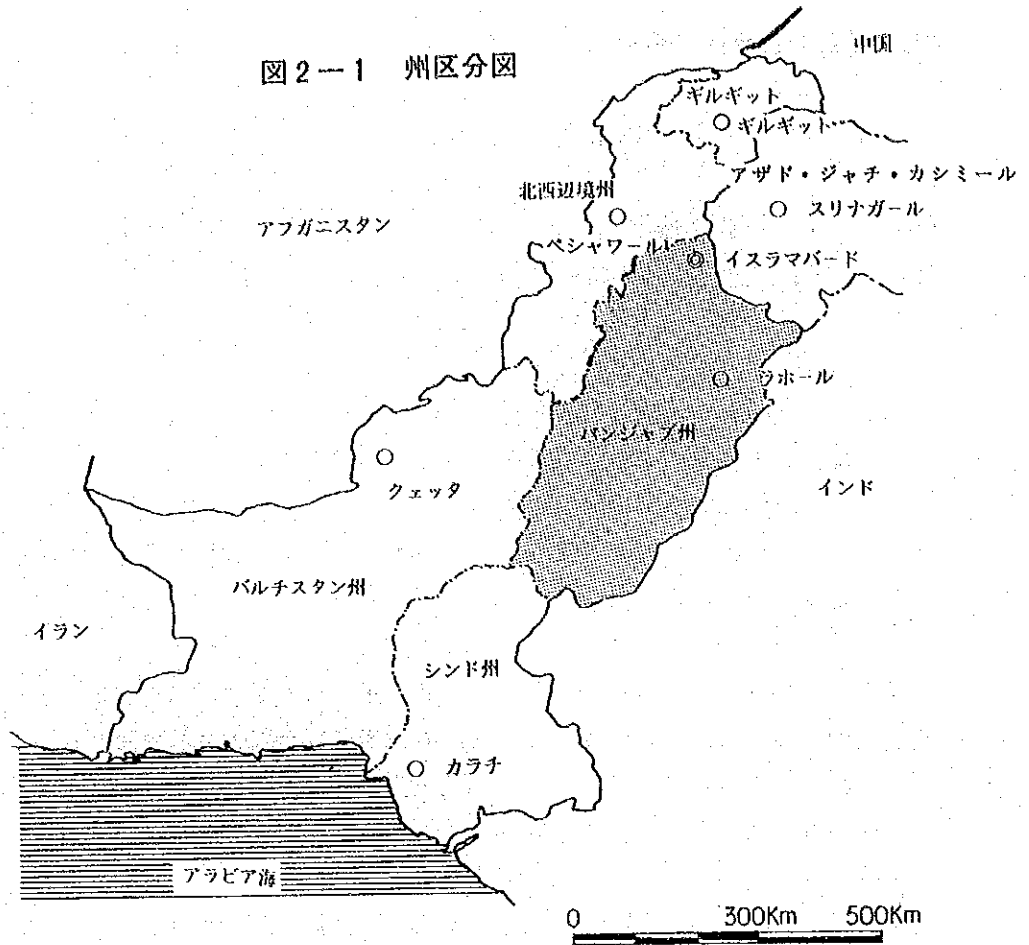 図2-1 州区分図
中国
ギルギット
ギルギット
アザド・ジャチ・カシミール
北西辺境州
スリナガール
アフガニスタン
ペシャワール
イスラマバード
ラホール
パンジャブ州
クェッタ
インド
バルチスタン州
イラン
シンド州
カラチ
アラビア海
0 300Km 500Km